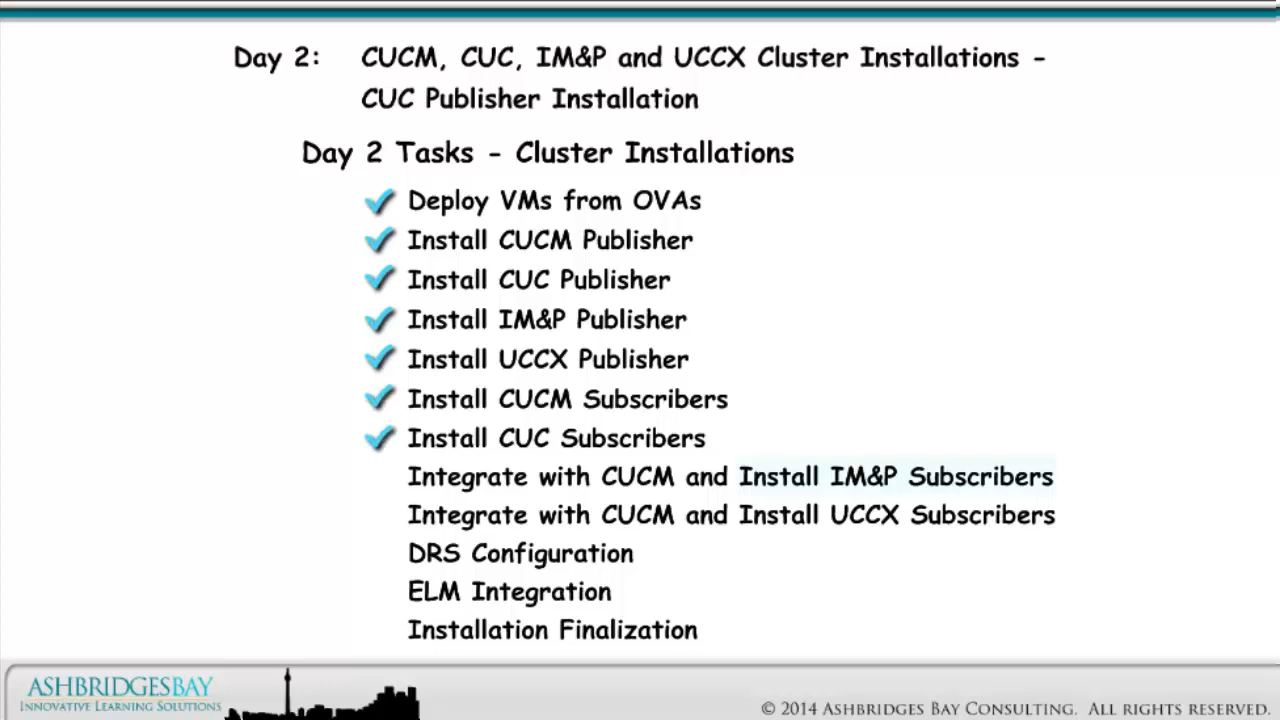 Day 2: CUCM, CUC, IM&P and UCCX Cluster Installations -
CUC Publisher Installation
Day 2 Tasks - Cluster Installations
Deploy VMs from OVAs
Install CUCM Publisher
Install CUC Publisher
Install IM&P Publisher
Install UCCX Publisher
Install CUCM Subscribers
Install CUC Subscribers
Integrate with CUCM and Install IM&P Subscribers
Integrate with CUCM and Install UCCX Subscribers
DRS Configuration
ELM Integration
Installation Finalization
ASHBRIDGESBAY
INNOVATIVE LEARNING SOLUTIONS
© 2014 ASHBRIDGES BAY CONSULTING. ALL RIGHTS RESERVED.